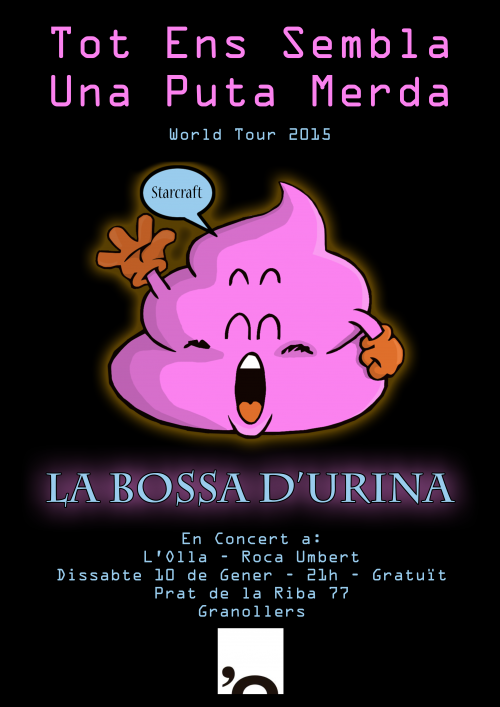 Tot Ens Sembla
Una Puta Merda
World Tour 2015
Starcraft
LA BOSSA D'URINA
En Concert a:
L'Olla - Roca Umbert
Dissabte 10 de Gener - 21h - Gratuït
Prat de la Riba 77
Granollers
'O